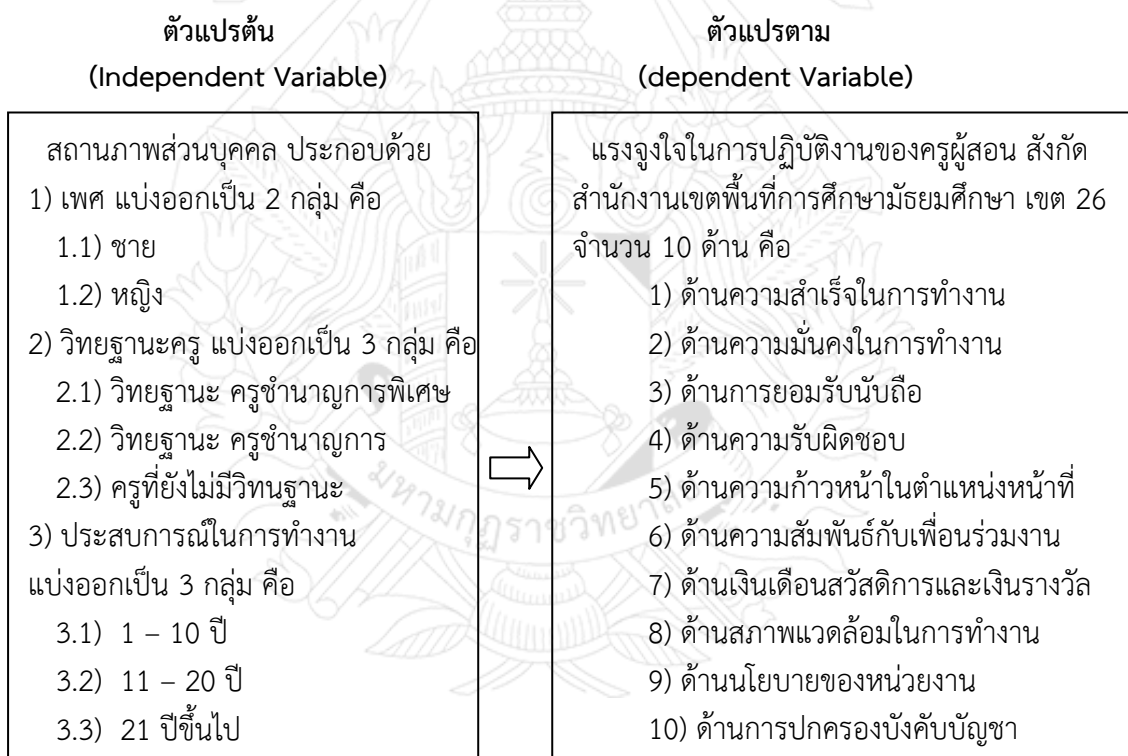 ตัวแปรต้น
(Independent Variable)
สถานภาพส่วนบุคคล ประกอบด้วย
1) เพศ แบ่งออกเป็น 2 กลุ่ม คือ
1.1) ชาย
1.2) หญิง
2) วิทยฐานะครู แบ่งออกเป็น 3 กลุ่ม คือ
2.1) วิทยฐานะ ครูชำนาญการพิเศษ
2.2) วิทยฐานะ ครูชำนาญการ
2.3) ครูที่ยังไม่มีวิทนฐานะ
3) ประสบการณ์ในการทำงาน
แบ่งออกเป็น 3 กลุ่ม คือ
3.1) 1 – 10 ปี
3.2) 11 – 20 ปี
3.3) 21 ปีขึ้นไป
ตัวแปรตาม
(dependent Variable)
แรงจูงใจในการปฏิบัติงานของครูผู้สอน สังกัด
สำนักงานเขตพื้นที่การศึกษามัธยมศึกษา เขต 26
จำนวน 10 ด้าน คือ
1) ด้านความสำเร็จในการทำงาน
2) ด้านความมั่นคงในการทำงาน
3) ด้านการยอมรับนับถือ
4) ด้านความรับผิดชอบ
5) ด้านความก้าวหน้าในตำแหน่งหน้าที่
6) ด้านความสัมพันธ์กับเพื่อนร่วมงาน
7) ด้านเงินเดือนสวัสดิการและเงินรางวัล
8) ด้านสภาพแวดล้อมในการทำงาน
9) ด้านนโยบายของหน่วยงาน
10) ด้านการปกครองบังคับบัญชา